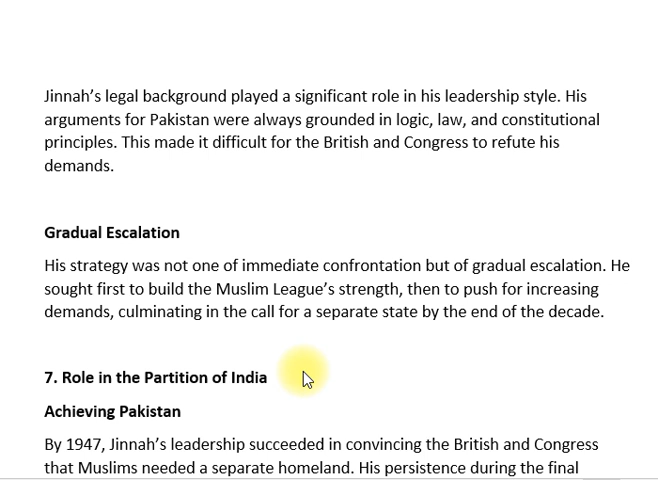 Jinnah’s legal background played a significant role in his leadership style. His
arguments for Pakistan were always grounded in logic, law, and constitutional
principles. This made it difficult for the British and Congress to refute his
demands.
Gradual Escalation
His strategy was not one of immediate confrontation but of gradual escalation. He
sought first to build the Muslim League’s strength, then to push for increasing
demands, culminating in the call for a separate state by the end of the decade.
7. Role in the Partition of India
Achieving Pakistan
By 1947, Jinnah’s leadership succeeded in convincing the British and Congress
that Muslims needed a separate homeland. His persistence during the final